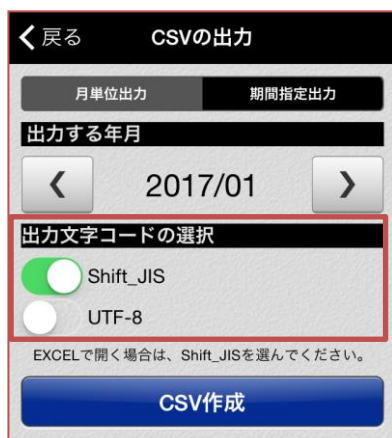 戻る CSVの出力
月単位出力 期間指定出力
出力する年月
2017/01
出力文字コードの選択
Shift_JIS
UTF-8
EXCELで開く場合は、Shift_JISを選んでください。
CSV作成